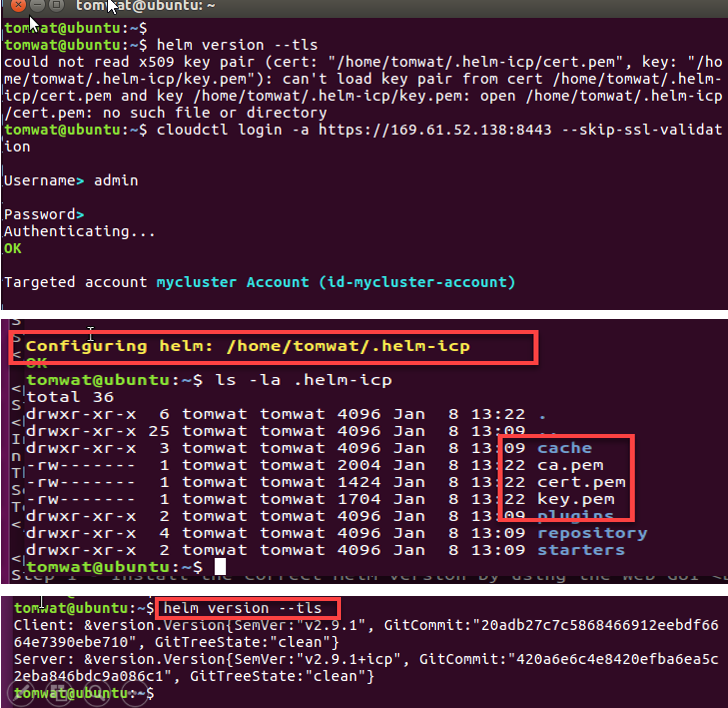 tomwat@ubuntu: ~
tomwat@ubuntu:~$
tomwat@ubuntu:~$ helm version --tls
could not read x509 key pair (cert: "/home/tomwat/.helm-icp/cert.pem", key: "/ho
me/tomwat/.helm-icp/key.pem"): can't load key pair from cert /home/tomwat/.helm-
icp/cert.pem and key /home/tomwat/.helm-icp/key.pem: open /home/tomwat/.helm-icp
/cert.pem: no such file or directory
tomwat@ubuntu:~$ cloudctl login -a https://169.61.52.138:8443 --skip-ssl-validat
ion
Username> admin
Password>
Authenticating...
OK
Targeted account mycluster Account (id-mycluster-account)
Configuring helm: /home/tomwat/.helm-icp
OK
tomwat@ubuntu:~$ ls -la .helm-icp
total 36
drwxr-xr-x  6 tomwat tomwat 4096 Jan  8 13:22 .
drwxr-xr-x 25 tomwat tomwat 4096 Jan  8 13:09 ..
drwxr-xr-x  3 tomwat tomwat 4096 Jan  8 13:09 cache
-rw-------  1 tomwat tomwat 2004 Jan  8 13:22 ca.pem
-rw-------  1 tomwat tomwat 1424 Jan  8 13:22 cert.pem
-rw-------  1 tomwat tomwat 1704 Jan  8 13:22 key.pem
drwxr-xr-x  2 tomwat tomwat 4096 Jan  8 13:09 plugins
drwxr-xr-x  4 tomwat tomwat 4096 Jan  8 13:09 repository
drwxr-xr-x  2 tomwat tomwat 4096 Jan  8 13:09 starters
tomwat@ubuntu:~$
Step 1 - Install the correct Helm version by using the Web GUI
tomwat@ubuntu:~$ helm version --tls
Client: &version.Version{SemVer:"v2.9.1", GitCommit:"20adb27c7c5868466912eebdf66
64e7390ebe710", GitTreeState:"clean"}
Server: &version.Version{SemVer:"v2.9.1+icp", GitCommit:"420a6e6c4e8420efba6ea5c
2eba846bdc9a086c1", GitTreeState:"clean"}
tomwat@ubuntu:~$